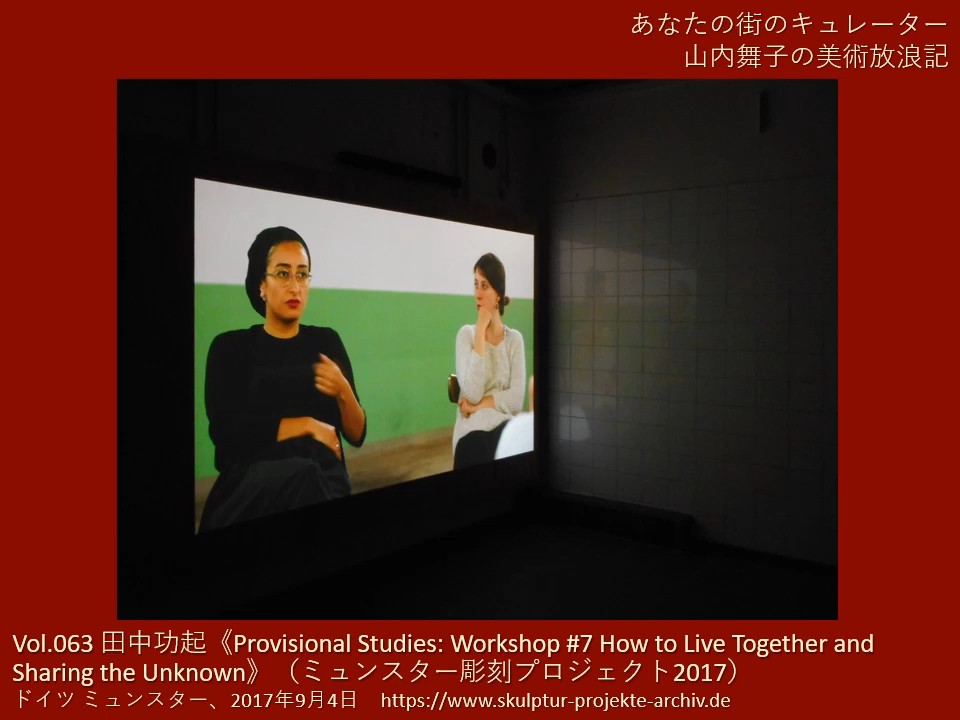 あなたの街のキュレーター
山内舞子の美術放浪記
Vol.063 田中功起《Provisional Studies: Workshop #7 How to Live Together and
Sharing the Unknown》（ミュンスター彫刻プロジェクト2017）
ドイツ ミュンスター、2017年9月4日 https://www.skulptur-projekte-archiv.de